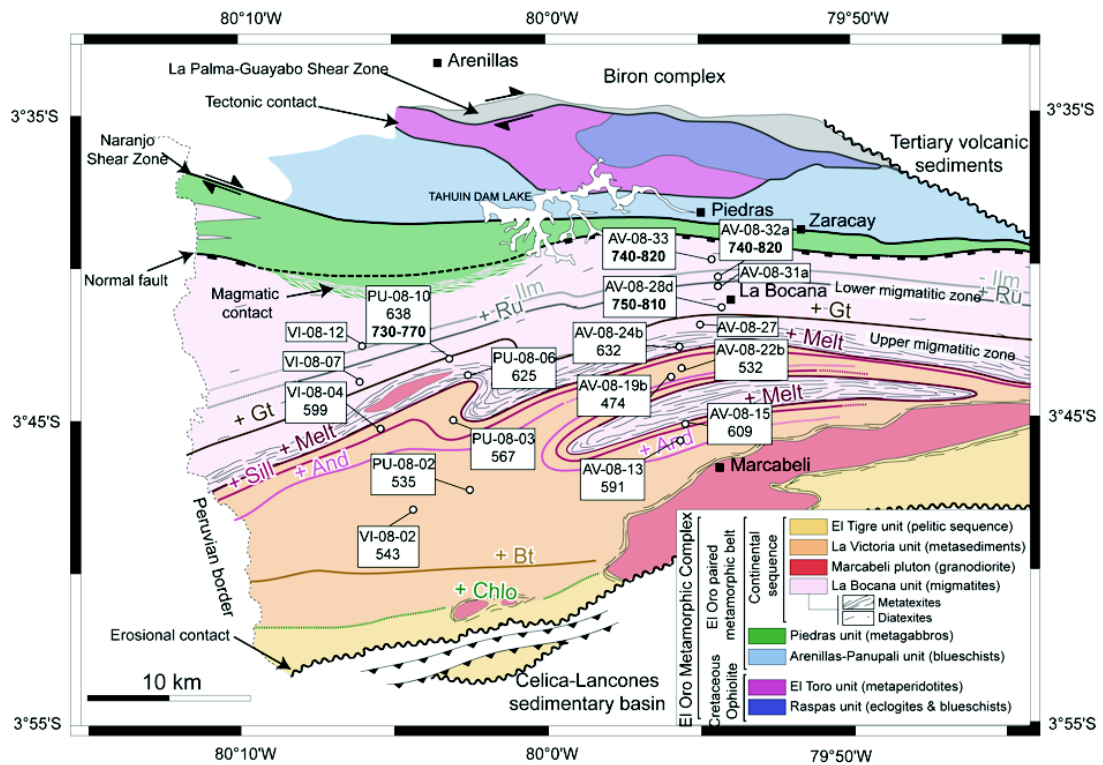 80°10'W
80°0'W
79°50'W
Arenillas
La Palma-Guayabo Shear Zone
Biron complex
Tectonic contact
3°35'S
3°35'S
Naranjo
Shear Zone
Tertiary volcanic
sediments
TAHUIN DAM LAKE
Piedras
Zaracay
AV-08-33
740-820
AV-08-32a
740-820
AV-08-31a
Normal fault
Magmatic
contact
PU-08-10
638
730-770
- Ilm
+ Ru
AV-08-28d
750-810
La Bocana
- Ilm
+ Ru
Lower migmatitic zone
+ Gt
VI-08-12
AV-08-24b
632
AV-08-27
+ Melt
Upper migmatitic zone
VI-08-07
PU-08-06
625
AV-08-22b
532
VI-08-04
599
AV-08-19b
474
+ Melt
+ Gt
3°45'S
3°45'S
+ Melt
AV-08-15
609
+ Sill
+ And
PU-08-03
567
+ And
PU-08-02
535
AV-08-13
591
Marcabeli
VI-08-02
543
Peruvian border
+ Bt
+ Chlo
Erosional contact
10 km
Celica-Lancones
sedimentary basin
El Oro Metamorphic Complex
El Oro paired
metamorphic belt
Continental
sequence
Cretaceous
Ophiolite
El Tigre unit (pelitic sequence)
La Victoria unit (metasediments)
Marcabeli pluton (granodiorite)
La Bocana unit (migmatites)
Metatexites
Diatexites
Piedras unit (metagabbros)
Arenillas-Panupali unit (blueschists)
El Toro unit (metaperidotites)
Raspas unit (eclogites & blueschists)
3°55'S
3°55'S
80°10'W
80°0'W
79°50'W